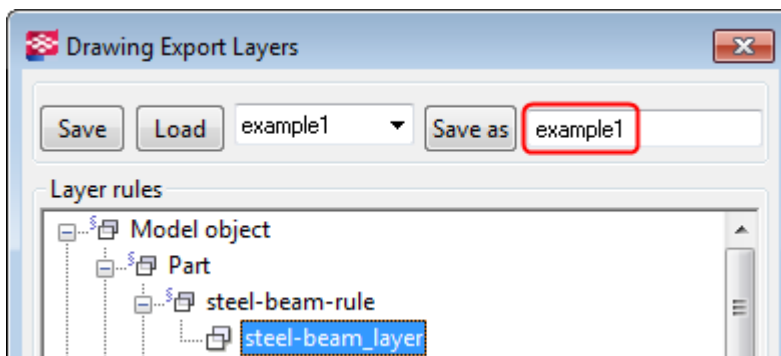 Drawing Export Layers
Save Load example1 Save as example1
Layer rules
Model object
Part
steel-beam-rule
steel-beam_layer